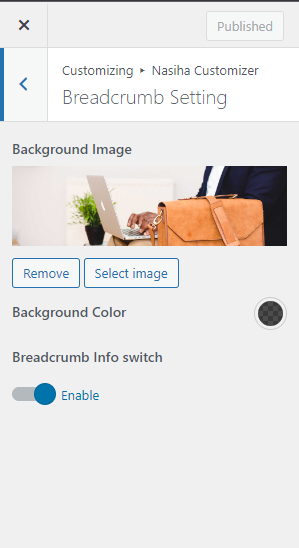 Published
Customizing ▸ Nasiha Customizer
Breadcrumb Setting
Background Image
Remove Select image
Background Color
Breadcrumb Info switch
Enable